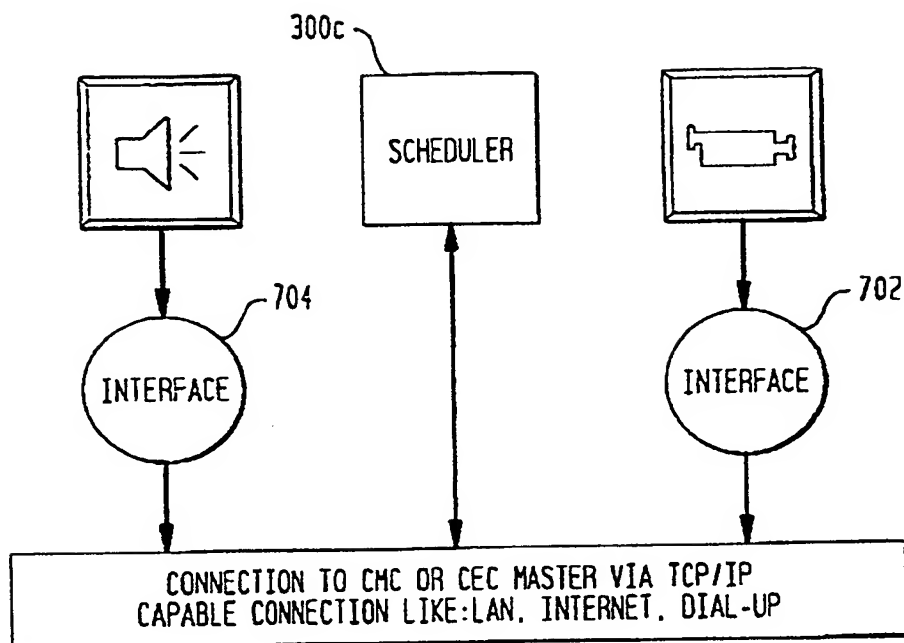 300c
SCHEDULER
704
702
INTERFACE
INTERFACE
CONNECTION TO CMC OR CEC MASTER VIA TCP/IP
CAPABLE CONNECTION LIKE:LAN, INTERNET, DIAL-UP